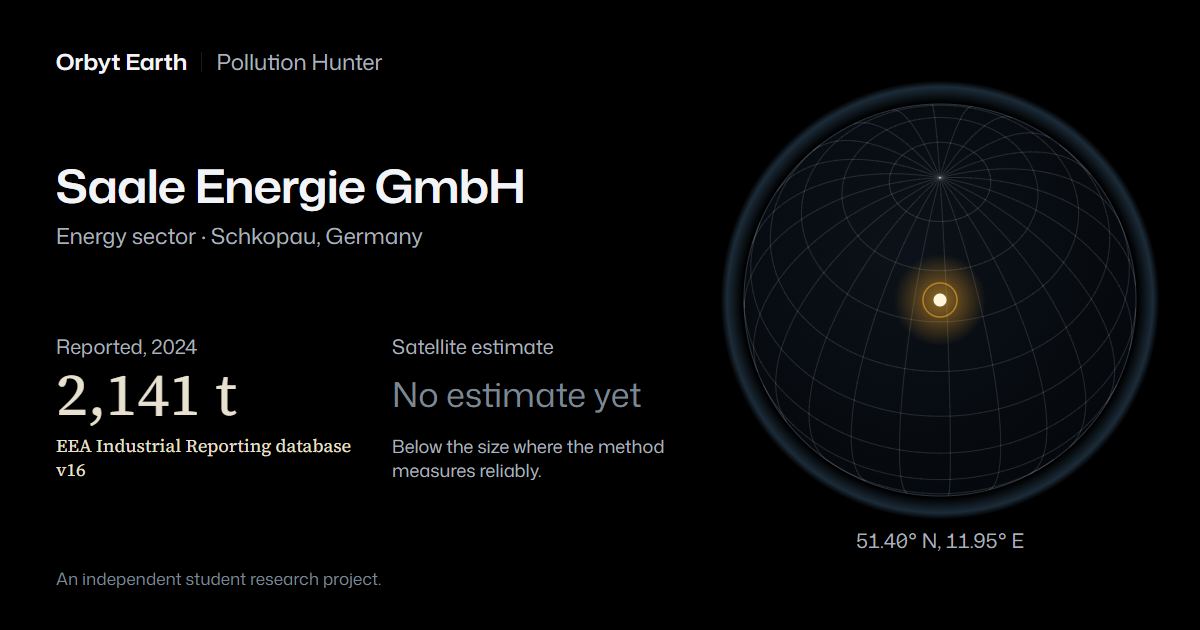 Orbyt Earth | Pollution Hunter
Saale Energie GmbH
Energy sector · Schkopau, Germany
Reported, 2024
2,141 t
EEA Industrial Reporting database
v16
Satellite estimate
No estimate yet
Below the size where the method
measures reliably.
51.40° N, 11.95° E
An independent student research project.